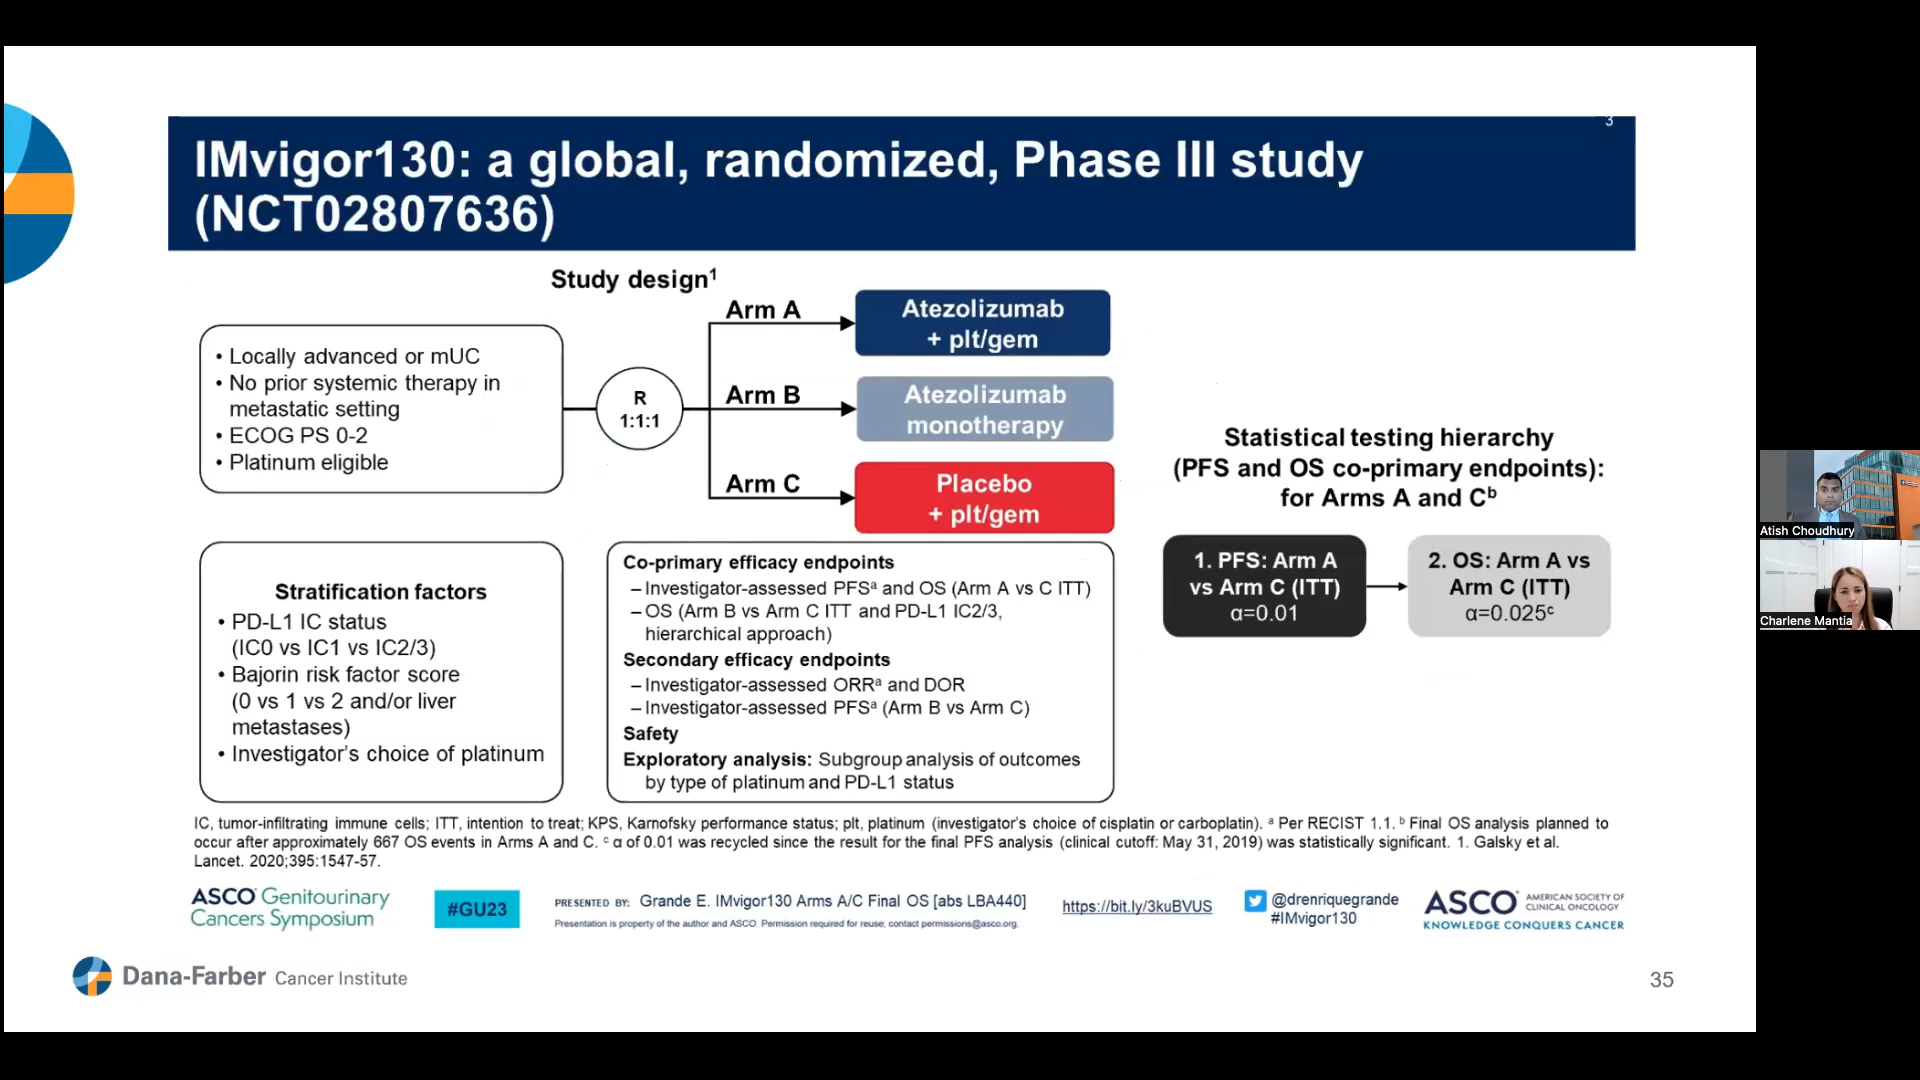 3
IMvigor130: a global, randomized, Phase III study
(NCT02807636)
Study design¹
• Locally advanced or mUC
• No prior systemic therapy in
metastatic setting
• ECOG PS 0-2
• Platinum eligible
R
1:1:1
Arm A
Atezolizumab
+ plt/gem
Arm B
Atezolizumab
monotherapy
Arm C
Placebo
+ plt/gem
Statistical testing hierarchy
(PFS and OS co-primary endpoints):
for Arms A and Cᵇ
1. PFS: Arm A
vs Arm C (ITT)
α=0.01
2. OS: Arm A vs
Arm C (ITT)
α=0.025ᶜ
Stratification factors
• PD-L1 IC status
(IC0 vs IC1 vs IC2/3)
• Bajorin risk factor score
(0 vs 1 vs 2 and/or liver
metastases)
• Investigator's choice of platinum
Co-primary efficacy endpoints
– Investigator-assessed PFSᵃ and OS (Arm A vs C ITT)
– OS (Arm B vs Arm C ITT and PD-L1 IC2/3,
hierarchical approach)
Secondary efficacy endpoints
– Investigator-assessed ORRᵃ and DOR
– Investigator-assessed PFSᵃ (Arm B vs Arm C)
Safety
Exploratory analysis: Subgroup analysis of outcomes
by type of platinum and PD-L1 status
IC, tumor-infiltrating immune cells; ITT, intention to treat; KPS, Karnofsky performance status; plt, platinum (investigator's choice of cisplatin or carboplatin). ᵃ Per RECIST 1.1. ᵇ Final OS analysis planned to
occur after approximately 667 OS events in Arms A and C. ᶜ α of 0.01 was recycled since the result for the final PFS analysis (clinical cutoff: May 31, 2019) was statistically significant. 1. Galsky et al.
Lancet. 2020;395:1547-57.
ASCO Genitourinary
Cancers Symposium
#GU23
PRESENTED BY: Grande E. IMvigor130 Arms A/C Final OS [abs LBA440]
Presentation is property of the author and ASCO. Permission required for reuse; contact permissions@asco.org.
https://bit.ly/3kuBVUS
@drenriquegrande
#IMvigor130
ASCO AMERICAN SOCIETY OF
CLINICAL ONCOLOGY
KNOWLEDGE CONQUERS CANCER
Dana-Farber Cancer Institute
35
Atish Choudhury
Charlene Mantia